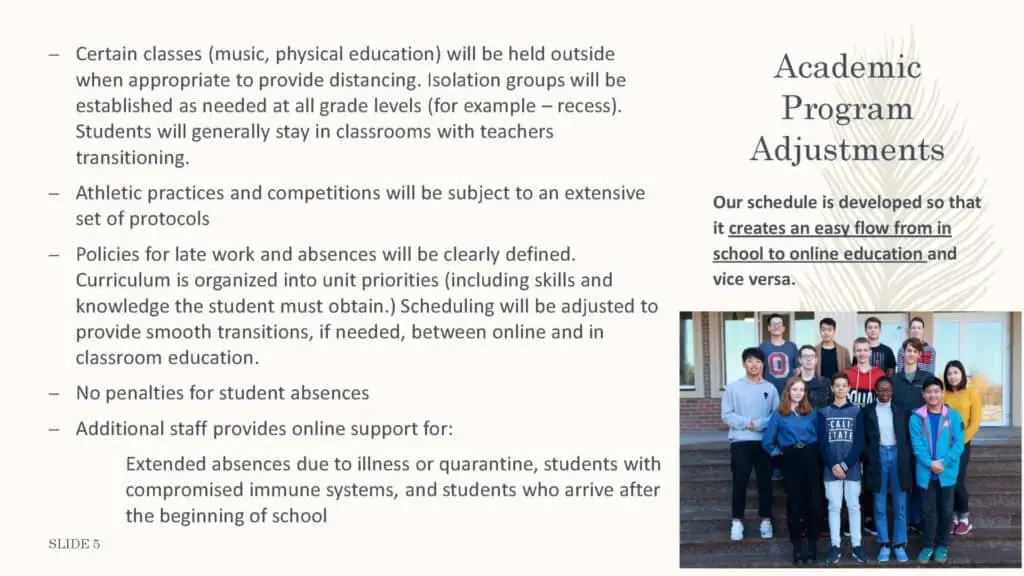 – Certain classes (music, physical education) will be held outside
when appropriate to provide distancing. Isolation groups will be
established as needed at all grade levels (for example – recess).
Students will generally stay in classrooms with teachers
transitioning.
– Athletic practices and competitions will be subject to an extensive
set of protocols
– Policies for late work and absences will be clearly defined.
Curriculum is organized into unit priorities (including skills and
knowledge the student must obtain.) Scheduling will be adjusted to
provide smooth transitions, if needed, between online and in
classroom education.
– No penalties for student absences
– Additional staff provides online support for:
Extended absences due to illness or quarantine, students with
compromised immune systems, and students who arrive after
the beginning of school
SLIDE 5
Academic
Program
Adjustments
Our schedule is developed so that
it creates an easy flow from in
school to online education and
vice versa.
O
CALI
STATE